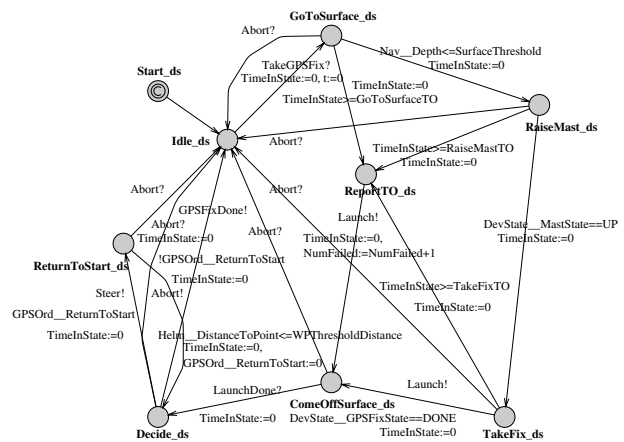 GoToSurface_ds
Abort?
Nav__Depth<=SurfaceThreshold
TimeInState:=0
Start_ds
TakeGPSFix?
TimeInState:=0, t:=0
TimeInState:=0
TimeInState>=GoToSurfaceTO
C
Idle_ds
RaiseMast_ds
Abort?
TimeInState>=RaiseMastTO
TimeInState:=0
ReportTO_ds
Abort?
Abort?
GPSFixDone!
Launch!
Abort?
TimeInState:=0
Abort?
TimeInState:=0,
NumFailed:=NumFailed+1
DevState__MastState==UP
TimeInState:=0
ReturnToStart_ds
!GPSOrd__ReturnToStart
TimeInState:=0
Steer!
Abort!
TimeInState>=TakeFixTO
TimeInState:=0
GPSOrd__ReturnToStart
TimeInState:=0
Helm__DistanceToPoint<=WPThresholdDistance
TimeInState:=0,
GPSOrd__ReturnToStart:=0
LaunchDone?
Launch!
ComeOffSurface_ds
TimeInState:=0
DevState__GPSFixState==DONE
TimeInState:=0
Decide_ds
TakeFix_ds